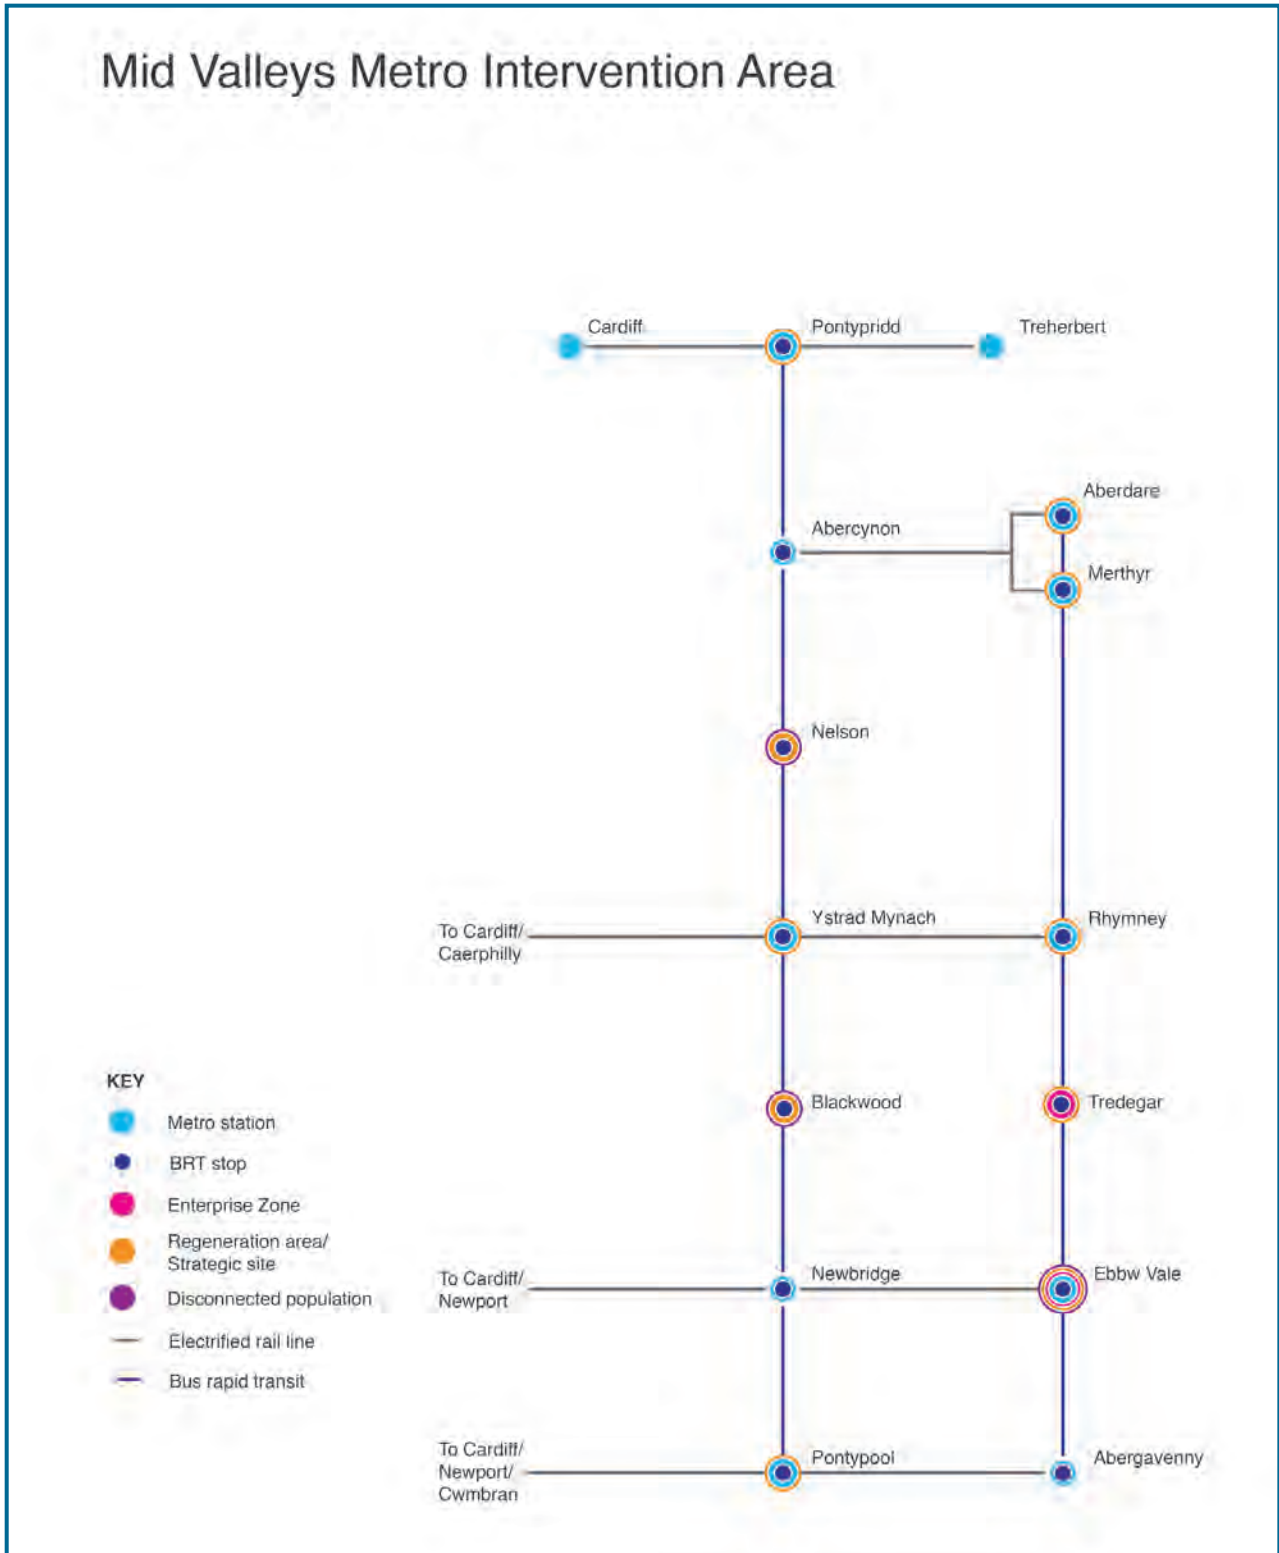 Mid Valleys Metro Intervention Area
Cardiff
Pontypridd
Treherbert
Aberdare
Abercynon
Merthyr
Nelson
Ystrad Mynach
Rhymney
To Cardiff/
Caerphilly
Blackwood
Tredegar
Newbridge
Ebbw Vale
To Cardiff/
Newport
Pontypool
Abergavenny
To Cardiff/
Newport/
Cwmbran
KEY
Metro station
BRT stop
Enterprise Zone
Regeneration area/
Strategic site
Disconnected population
Electrified rail line
Bus rapid transit